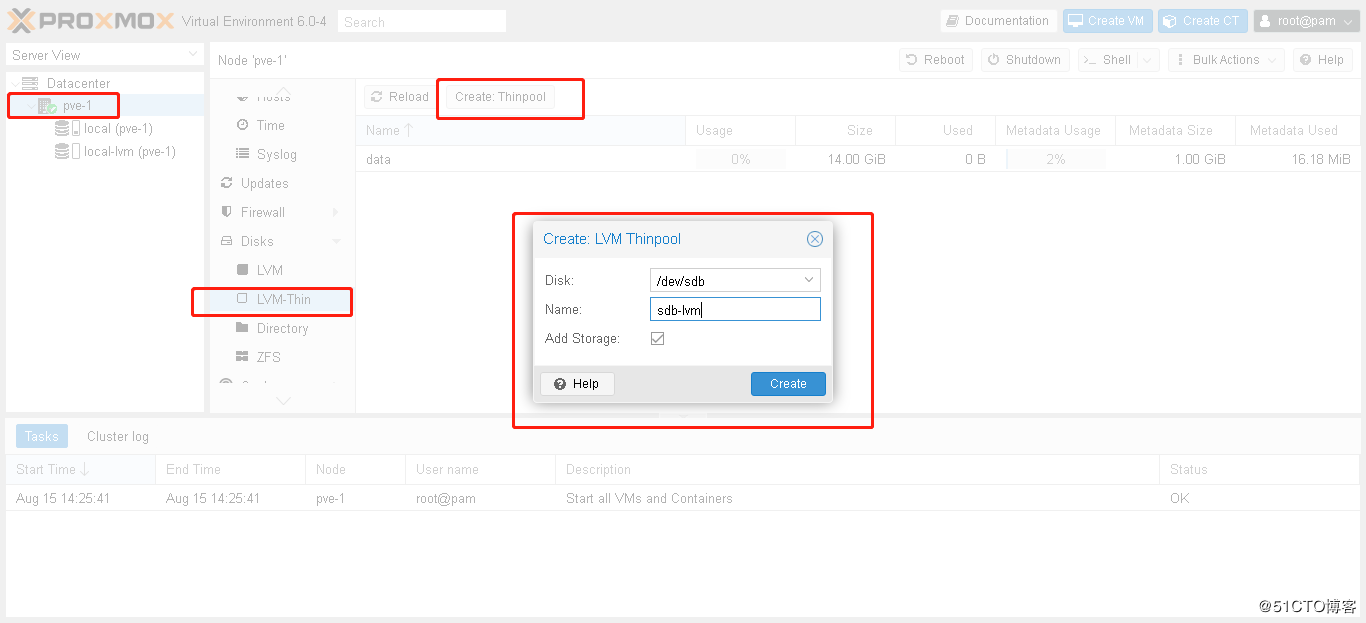 PROXMOX Virtual Environment 6.0-4 Search Documentation Create VM Create CT root@pam
Server View
Node 'pve-1' Reboot Shutdown Shell Bulk Actions Help
Datacenter
pve-1
local (pve-1)
local-lvm (pve-1)
Hosts
Time
Syslog
Updates
Firewall
Disks
LVM
LVM-Thin
Directory
ZFS
Reload Create: Thinpool
Name Usage Size Used Metadata Usage Metadata Size Metadata Used
data 0% 14.00 GiB 0 B 2% 1.00 GiB 16.18 MiB
Create: LVM Thinpool
Disk: /dev/sdb
Name: sdb-lvm
Add Storage:
Help Create
Tasks Cluster log
Start Time End Time Node User name Description Status
Aug 15 14:25:41 Aug 15 14:25:41 pve-1 root@pam Start all VMs and Containers OK
@51CTO博客